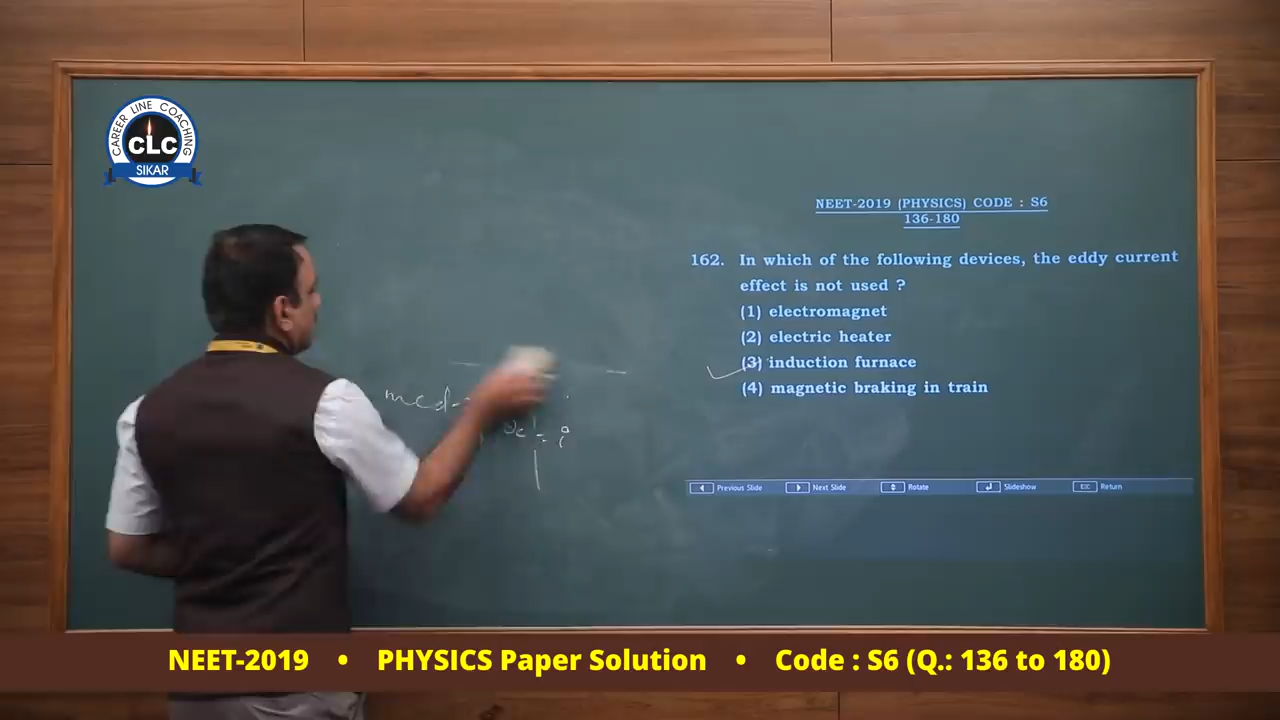 CAREER LINE COACHING
CLC
SIKAR
NEET-2019 (PHYSICS) CODE : S6
136-180
162. In which of the following devices, the eddy current
effect is not used ?
(1) electromagnet
(2) electric heater
(3) induction furnace
(4) magnetic braking in train
Previous Slide Next Slide Rotate Slideshow ESC Return
NEET-2019 • PHYSICS Paper Solution • Code : S6 (Q.: 136 to 180)